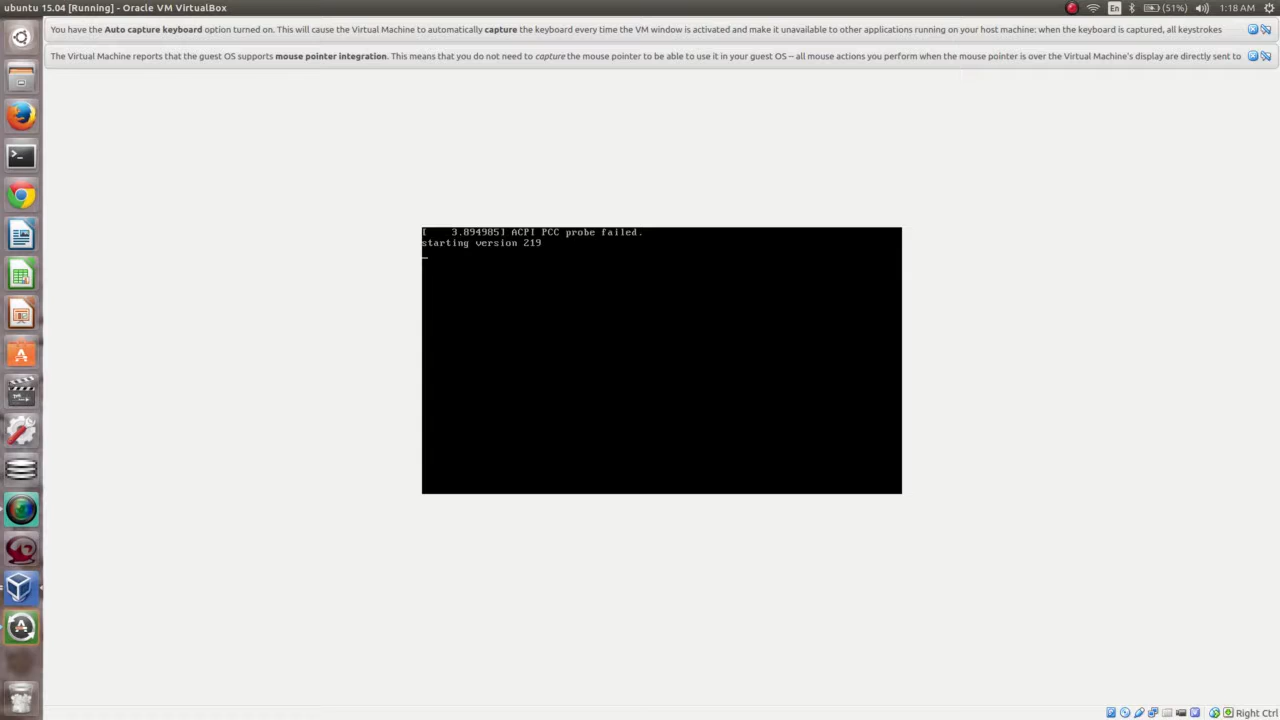 ubuntu 15.04 [Running] - Oracle VM VirtualBox
En
(51%)
1:18 AM
You have the Auto capture keyboard option turned on. This will cause the Virtual Machine to automatically capture the keyboard every time the VM window is activated and make it unavailable to other applications running on your host machine: when the keyboard is captured, all keystrokes
The Virtual Machine reports that the guest OS supports mouse pointer integration. This means that you do not need to capture the mouse pointer to be able to use it in your guest OS -- all mouse actions you perform when the mouse pointer is over the Virtual Machine's display are directly sent to
[    3.894985] ACPI PCC probe failed.
starting version 219
_
Right Ctrl